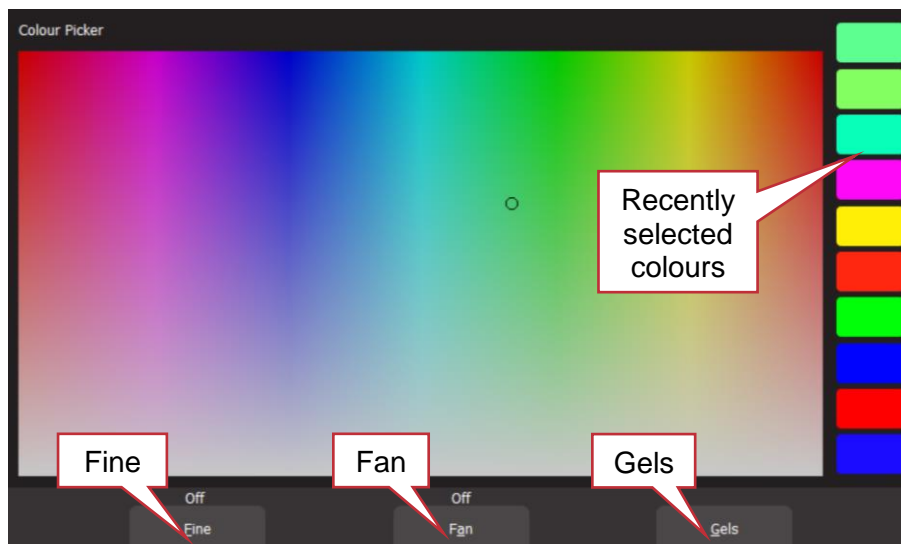 Colour Picker
Recently
selected
colours
Fine
Fan
Gels
Off
Off
Fine
Fan
Gels